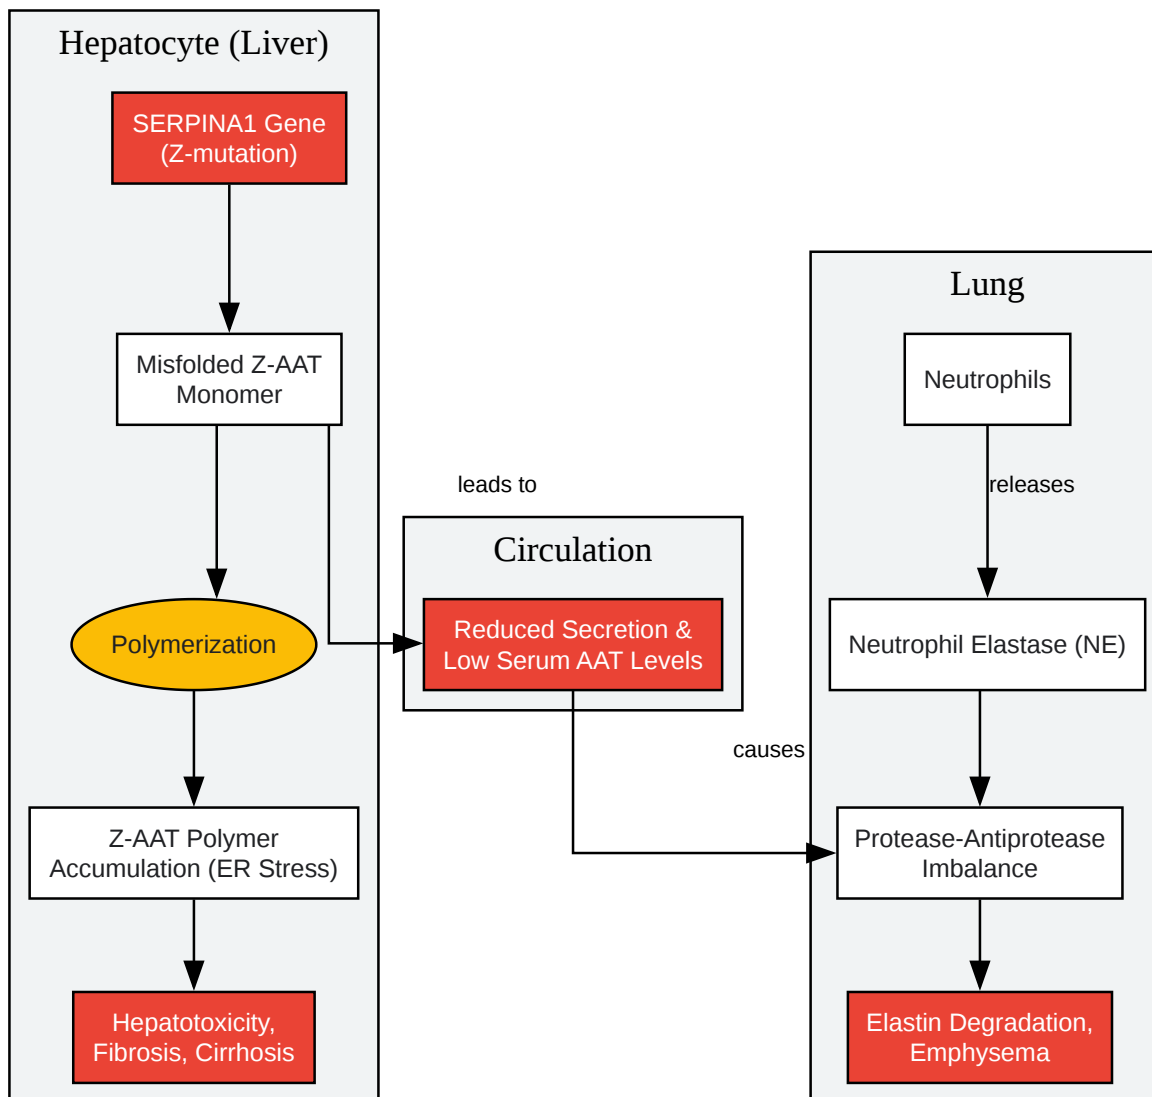 Hepatocyte (Liver)
SERPINA1 Gene
(Z-mutation)
Misfolded Z-AAT
Monomer
Polymerization
Z-AAT Polymer
Accumulation (ER Stress)
Hepatotoxicity,
Fibrosis, Cirrhosis
leads to
Circulation
Reduced Secretion &
Low Serum AAT Levels
causes
Lung
Neutrophils
releases
Neutrophil Elastase (NE)
Protease-Antiprotease
Imbalance
Elastin Degradation,
Emphysema